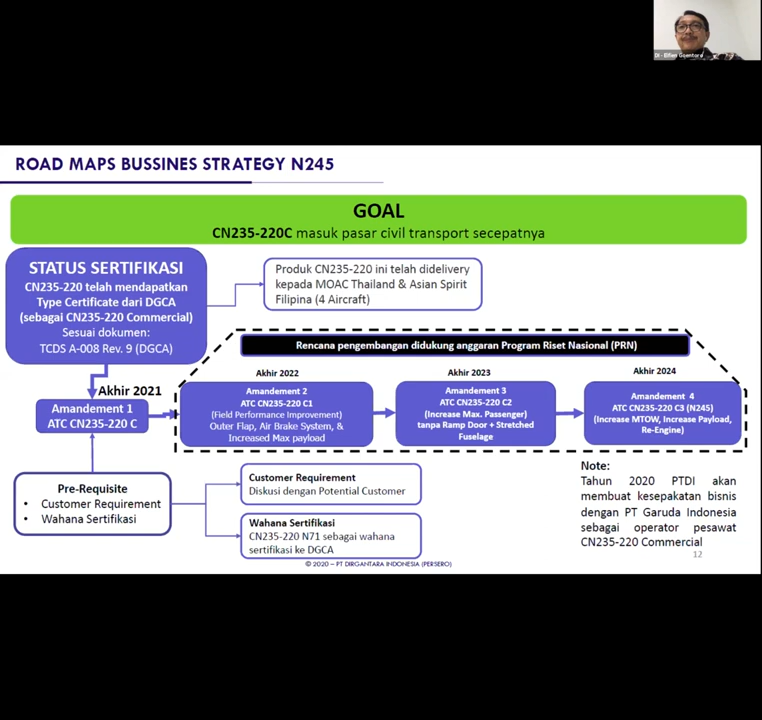 DI - Elfien Goentoro
ROAD MAPS BUSSINES STRATEGY N245
GOAL
CN235-220C masuk pasar civil transport secepatnya
STATUS SERTIFIKASI
CN235-220 telah mendapatkan
Type Certificate dari DGCA
(sebagai CN235-220 Commercial)
Sesuai dokumen:
TCDS A-008 Rev. 9 (DGCA)
Produk CN235-220 ini telah didelivery
kepada MOAC Thailand & Asian Spirit
Filipina (4 Aircraft)
Rencana pengembangan didukung anggaran Program Riset Nasional (PRN)
Akhir 2021
Amandement 1
ATC CN235-220 C
Akhir 2022
Amandement 2
ATC CN235-220 C1
(Field Performance Improvement)
Outer Flap, Air Brake System, &
Increased Max payload
Akhir 2023
Amandement 3
ATC CN235-220 C2
(Increase Max. Passenger)
tanpa Ramp Door + Stretched
Fuselage
Akhir 2024
Amandement 4
ATC CN235-220 C3 (N245)
(Increase MTOW, Increase Payload,
Re-Engine)
Pre-Requisite
• Customer Requirement
• Wahana Sertifikasi
Customer Requirement
Diskusi dengan Potential Customer
Wahana Sertifikasi
CN235-220 N71 sebagai wahana
sertifikasi ke DGCA
Note:
Tahun 2020 PTDI akan
membuat kesepakatan bisnis
dengan PT Garuda Indonesia
sebagai operator pesawat
CN235-220 Commercial
12
© 2020 – PT DIRGANTARA INDONESIA (PERSERO)